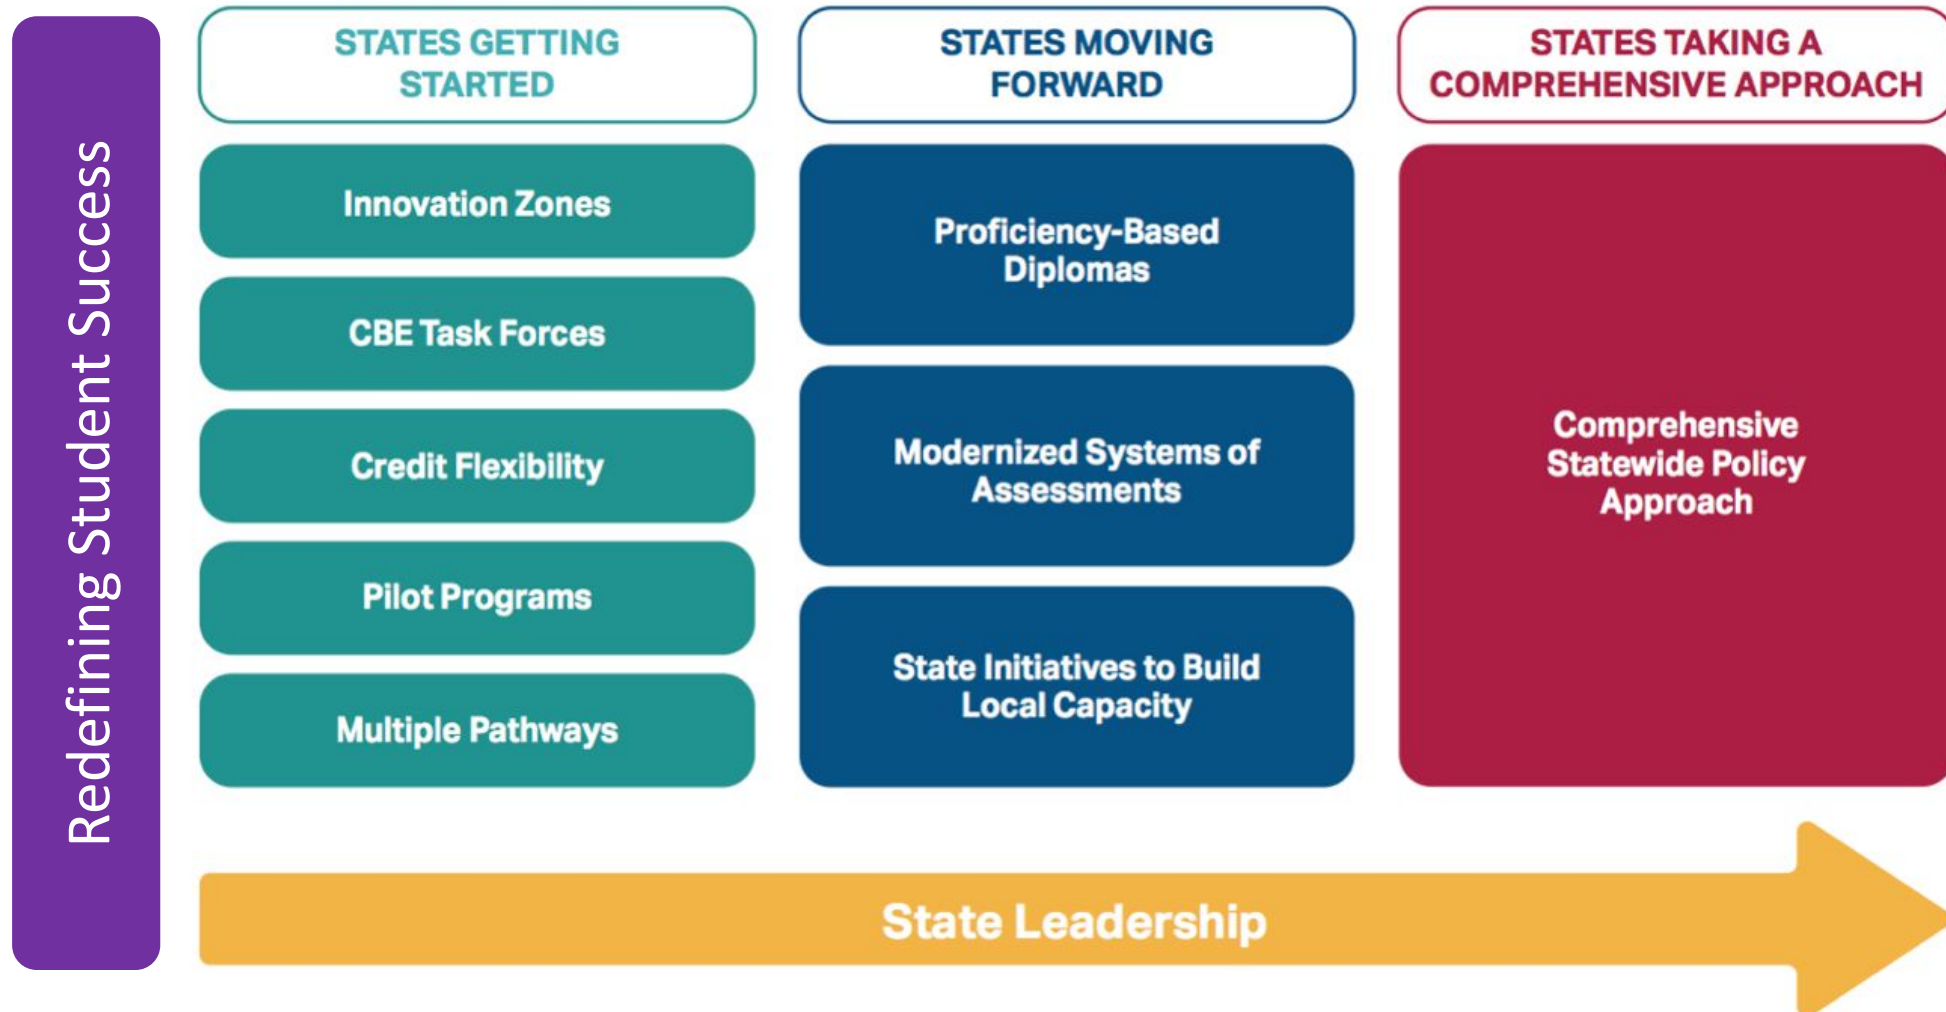 Redefining Student Success
STATES GETTING
STARTED
Innovation Zones
CBE Task Forces
Credit Flexibility
Pilot Programs
Multiple Pathways
STATES MOVING
FORWARD
Proficiency-Based
Diplomas
Modernized Systems of
Assessments
State Initiatives to Build
Local Capacity
STATES TAKING A
COMPREHENSIVE APPROACH
Comprehensive
Statewide Policy
Approach
State Leadership